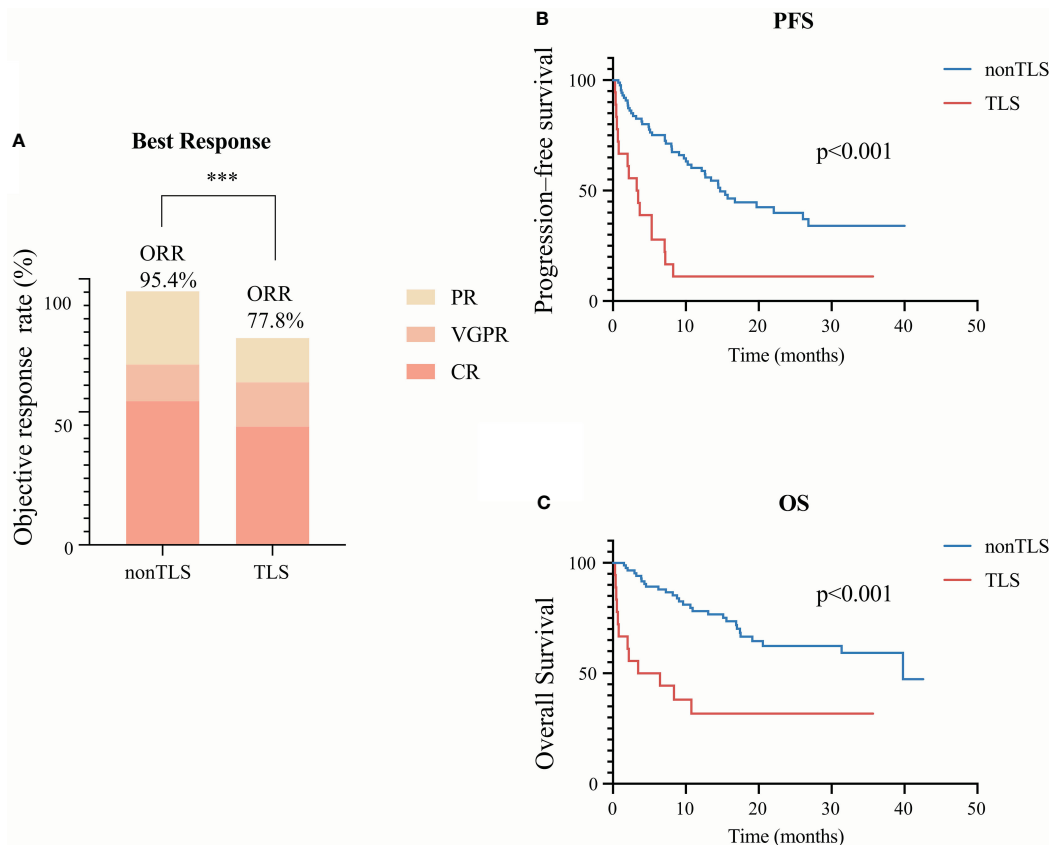 A
Best Response
***
ORR
95.4%
ORR
77.8%
Objective response rate (%)
100
50
0
nonTLS
TLS
PR
VGPR
CR
B
PFS
nonTLS
TLS
p<0.001
Progression–free survival
100
50
0
0 10 20 30 40 50
Time (months)
C
OS
nonTLS
TLS
p<0.001
Overall Survival
100
50
0
0 10 20 30 40 50
Time (months)